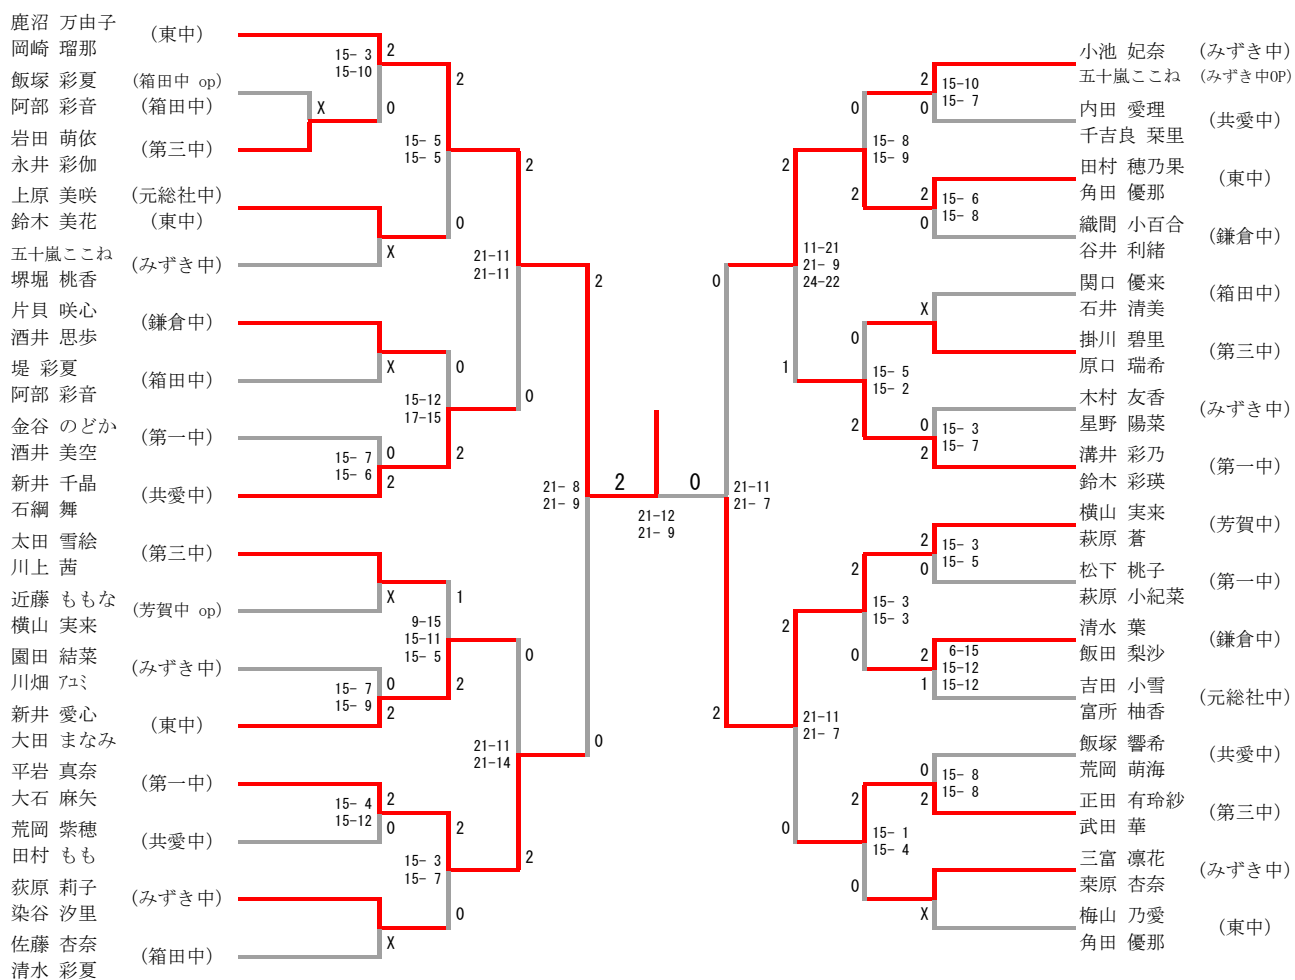 鹿沼 万由子 (東中)
岡崎 瑠那
飯塚 彩夏 (箱田中 op)
阿部 彩音 (箱田中)
岩田 萌依 (第三中)
永井 彩伽
上原 美咲 (元総社中)
鈴木 美花 (東中)
五十嵐ここね (みずき中)
堺堀 桃香
片貝 咲心 (鎌倉中)
酒井 思歩
堤 彩夏 (箱田中)
阿部 彩音
金谷 のどか (第一中)
酒井 美空
新井 千晶 (共愛中)
石綱 舞
太田 雪絵 (第三中)
川上 茜
近藤 ももな (芳賀中 op)
横山 実来
園田 結菜 (みずき中)
川畑 ｱﾕﾐ
新井 愛心 (東中)
大田 まなみ
平岩 真奈 (第一中)
大石 麻矢
荒岡 紫穂 (共愛中)
田村 もも
荻原 莉子 (みずき中)
染谷 汐里
佐藤 杏奈 (箱田中)
清水 彩夏
15- 3
15-10
2
0
X
2
15- 5
15- 5
0
X
2
21-11
21-11
0
X
0
15-12
17-15
2
15- 7
15- 6
0
2
2
21- 8
21- 9
0
X
1
9-15
15-11
15- 5
2
15- 7
15- 9
0
2
0
21-11
21-14
2
15- 4
15-12
2
0
2
15- 3
15- 7
0
X
2
0
21-12
21- 9
小池 妃奈 (みずき中)
五十嵐ここね (みずき中OP)
内田 愛理 (共愛中)
千吉良 栞里
田村 穂乃果 (東中)
角田 優那
織間 小百合 (鎌倉中)
谷井 利緒
関口 優来 (箱田中)
石井 清美
掛川 碧里 (第三中)
原口 瑞希
木村 友香 (みずき中)
星野 陽菜
溝井 彩乃 (第一中)
鈴木 彩瑛
横山 実来 (芳賀中)
萩原 蒼
松下 桃子 (第一中)
萩原 小紀菜
清水 葉 (鎌倉中)
飯田 梨沙
吉田 小雪 (元総社中)
富所 柚香
飯塚 響希 (共愛中)
荒岡 萌海
正田 有玲紗 (第三中)
武田 華
三富 凛花 (みずき中)
栞原 杏奈
梅山 乃愛 (東中)
角田 優那
2
0
15-10
15- 7
0
15- 8
15- 9
2
2
0
15- 6
15- 8
2
11-21
21- 9
24-22
1
X
0
15- 5
15- 2
2
0
2
15- 3
15- 7
0
21-11
21- 7
2
2
0
15- 3
15- 5
2
15- 3
15- 3
0
2
1
6-15
15-12
15-12
2
21-11
21- 7
0
0
2
15- 8
15- 8
2
15- 1
15- 4
0
X